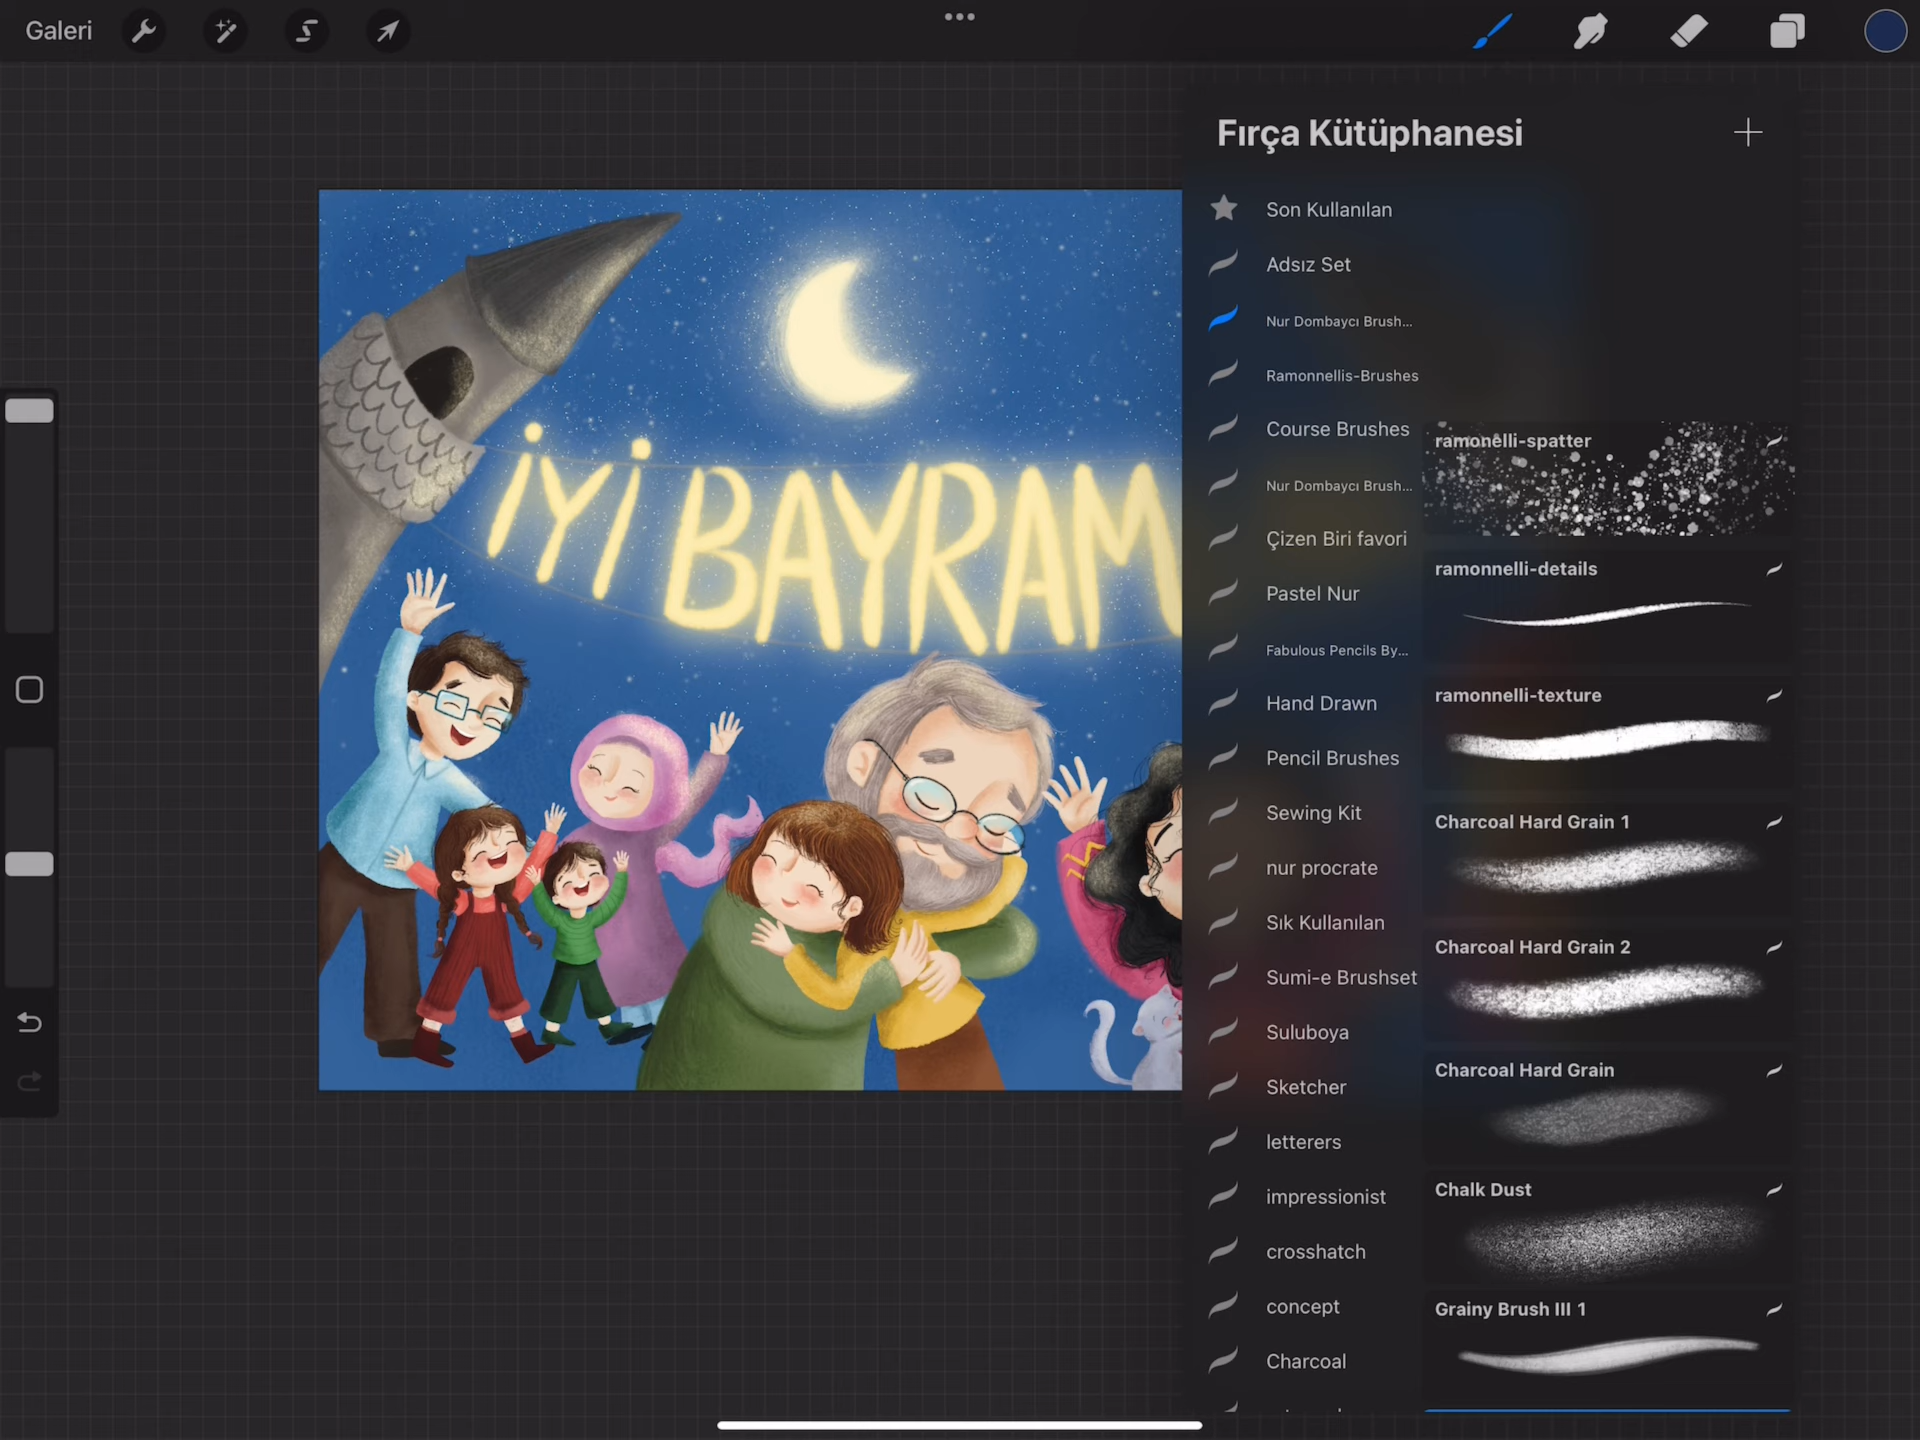 Galeri
Fırça Kütüphanesi
Son Kullanılan
Adsız Set
Nur Dombaycı Brush...
Ramonnellis-Brushes
Course Brushes
Nur Dombaycı Brush...
Çizen Biri favori
Pastel Nur
Fabulous Pencils By...
Hand Drawn
Pencil Brushes
Sewing Kit
nur procrate
Sık Kullanılan
Sumi-e Brushset
Suluboya
Sketcher
letterers
impressionist
crosshatch
concept
Charcoal
ramonelli-spatter
ramonnelli-details
ramonnelli-texture
Charcoal Hard Grain 1
Charcoal Hard Grain 2
Charcoal Hard Grain
Chalk Dust
Grainy Brush III 1
İYİ BAYRAM